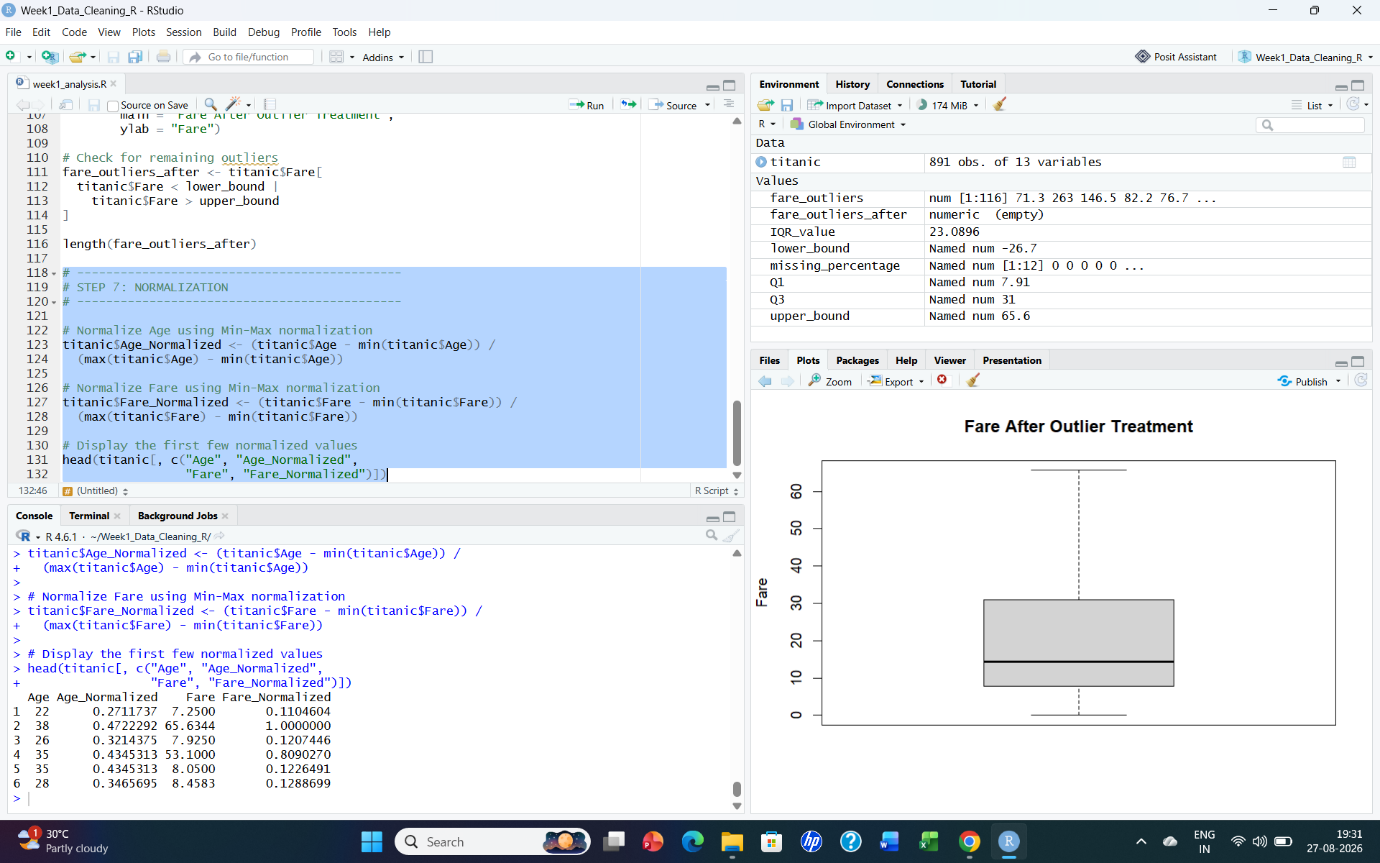 Week1_Data_Cleaning_R - RStudio
File Edit Code View Plots Session Build Debug Profile Tools Help
Go to file/function Addins Posit Assistant Week1_Data_Cleaning_R
week1_analysis.R
Source on Save Run Source
107 main = "Fare After Outlier Treatment",
108 ylab = "Fare")
109
110 # Check for remaining outliers
111 fare_outliers_after <- titanic$Fare[
112 titanic$Fare < lower_bound |
113 titanic$Fare > upper_bound
114 ]
115
116 length(fare_outliers_after)
117
118 # ---------------------------------------------
119 # STEP 7: NORMALIZATION
120 # ---------------------------------------------
121
122 # Normalize Age using Min-Max normalization
123 titanic$Age_Normalized <- (titanic$Age - min(titanic$Age)) /
124 (max(titanic$Age) - min(titanic$Age))
125
126 # Normalize Fare using Min-Max normalization
127 titanic$Fare_Normalized <- (titanic$Fare - min(titanic$Fare)) /
128 (max(titanic$Fare) - min(titanic$Fare))
129
130 # Display the first few normalized values
131 head(titanic[, c("Age", "Age_Normalized",
132 "Fare", "Fare_Normalized")])
132:46 # (Untitled) R Script
Console Terminal Background Jobs
R R 4.6.1 · ~/Week1_Data_Cleaning_R/
> titanic$Age_Normalized <- (titanic$Age - min(titanic$Age)) /
+ (max(titanic$Age) - min(titanic$Age))
>
> # Normalize Fare using Min-Max normalization
> titanic$Fare_Normalized <- (titanic$Fare - min(titanic$Fare)) /
+ (max(titanic$Fare) - min(titanic$Fare))
>
> # Display the first few normalized values
> head(titanic[, c("Age", "Age_Normalized",
+ "Fare", "Fare_Normalized")])
Age Age_Normalized Fare Fare_Normalized
1 22 0.2711737 7.2500 0.1104604
2 38 0.4722292 65.6344 1.0000000
3 26 0.3214375 7.9250 0.1207446
4 35 0.4345313 53.1000 0.8090270
5 35 0.4345313 8.0500 0.1226491
6 28 0.3465695 8.4583 0.1288699
>
Environment History Connections Tutorial
Import Dataset 174 MiB List
R Global Environment
Data
titanic 891 obs. of 13 variables
Values
fare_outliers num [1:116] 71.3 263 146.5 82.2 76.7 ...
fare_outliers_after numeric (empty)
IQR_value 23.0896
lower_bound Named num -26.7
missing_percentage Named num [1:12] 0 0 0 0 0 ...
Q1 Named num 7.91
Q3 Named num 31
upper_bound Named num 65.6
Files Plots Packages Help Viewer Presentation
Zoom Export Publish
Fare After Outlier Treatment
Fare
60
50
40
30
20
10
0
1
30°C
Partly cloudy
Search
ENG
IN
19:31
27-08-2026